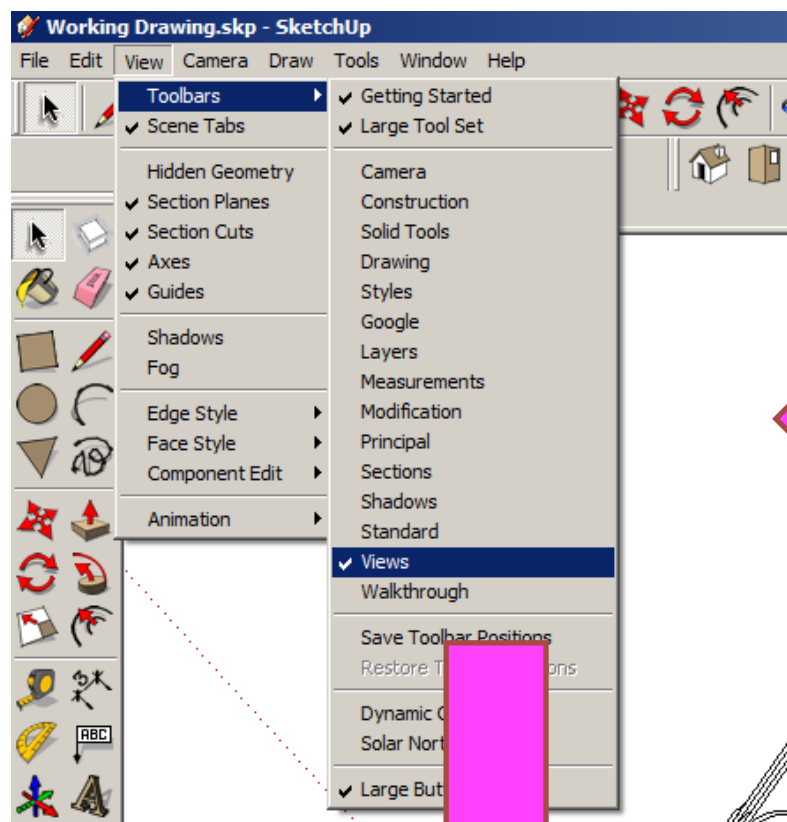 Working Drawing.skp - SketchUp
File Edit View Camera Draw Tools Window Help
Toolbars
Scene Tabs
Hidden Geometry
Section Planes
Section Cuts
Axes
Guides
Shadows
Fog
Edge Style
Face Style
Component Edit
Animation
Getting Started
Large Tool Set
Camera
Construction
Solid Tools
Drawing
Styles
Google
Layers
Measurements
Modification
Principal
Sections
Shadows
Standard
Views
Walkthrough
Save Toolbar Positions
Restore
Dynamic
Solar
Large
ABC